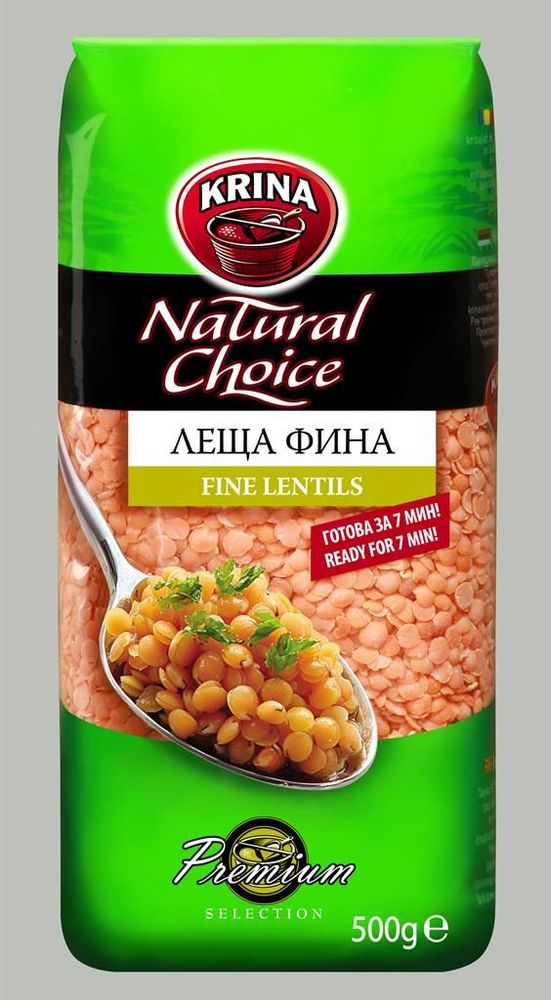 KRINA
Natural
Choice
ЛЕЩА ФИНА
FINE LENTILS
ГОТОВА ЗА 7 МИН!
READY FOR 7 MIN!
Premium
SELECTION
500g e